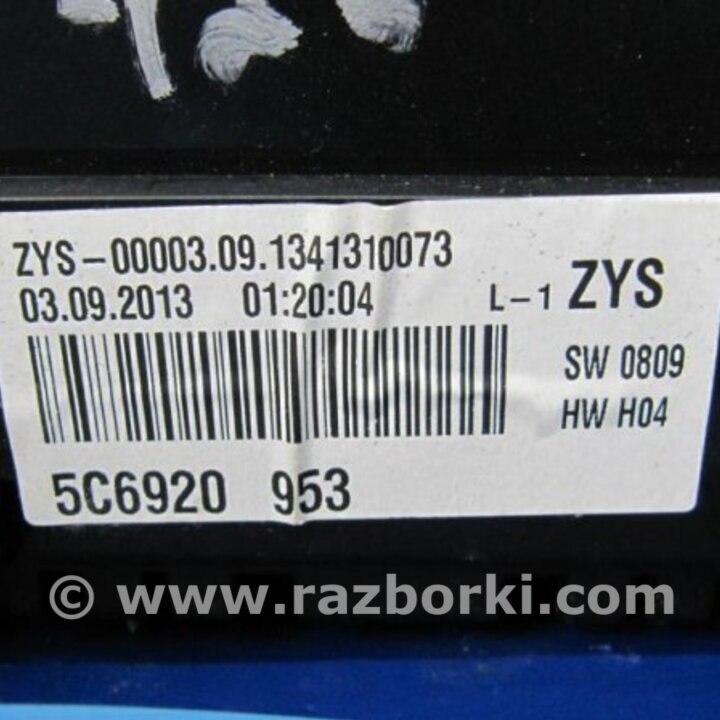 ZYS-00003.09.1341310073
03.09.2013 01:20:04 L-1 ZYS
SW 0809
HW H04
5C6920 953
© www.razborki.com